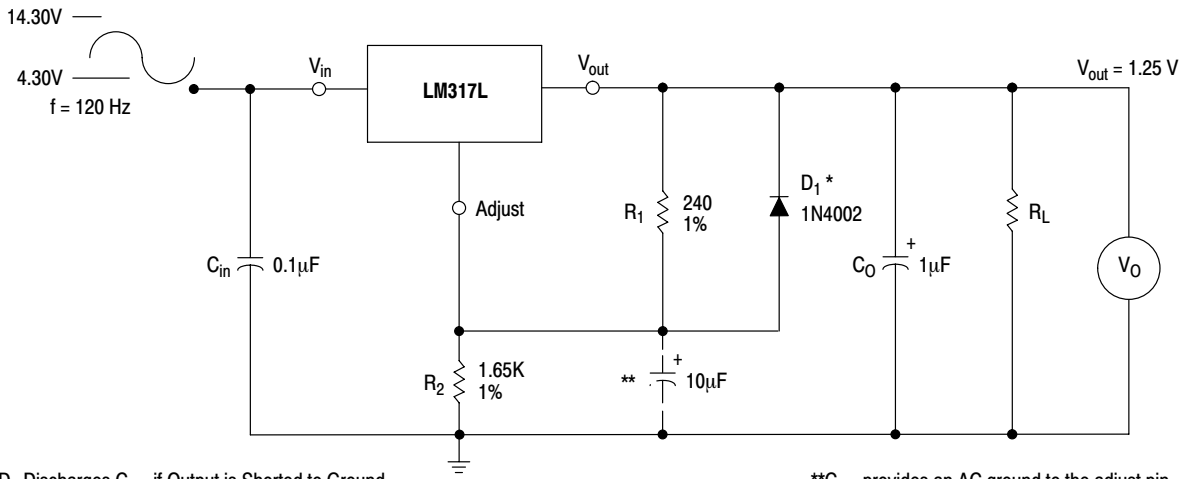 14.30V
4.30V
f = 120 Hz
Vin
LM317L
Vout
Vout = 1.25 V
Adjust
Cin
0.1μF
R1
240
1%
D1 *
1N4002
CO
+
1μF
RL
VO
R2
1.65K
1%
**
+
10μF